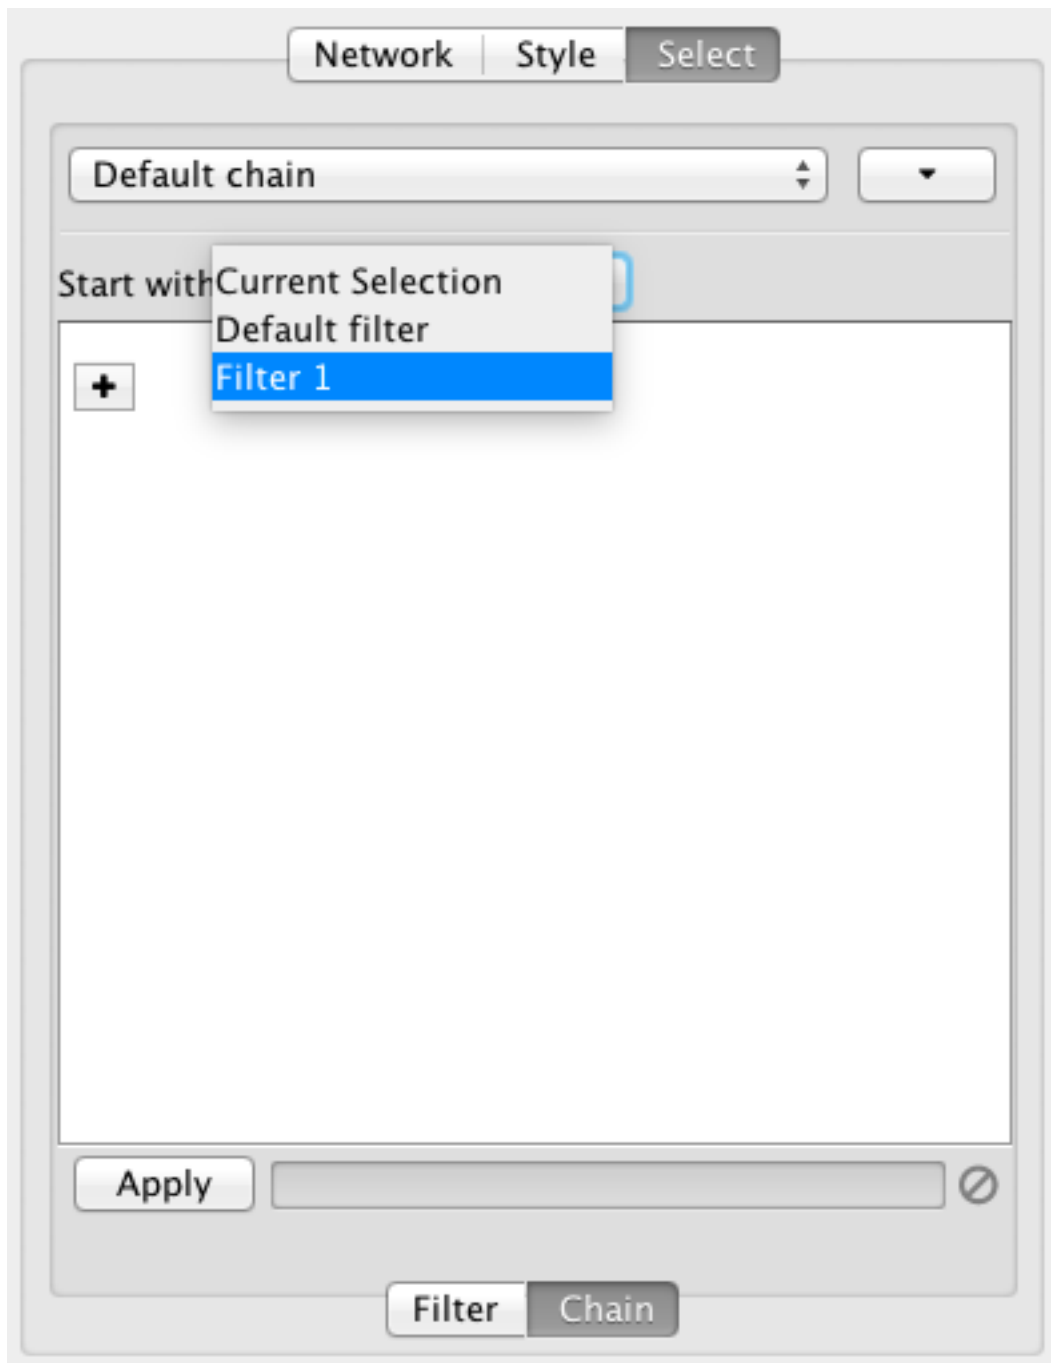 Network Style Select
Default chain
Start with
Current Selection
Default filter
Filter 1
Apply
Filter Chain